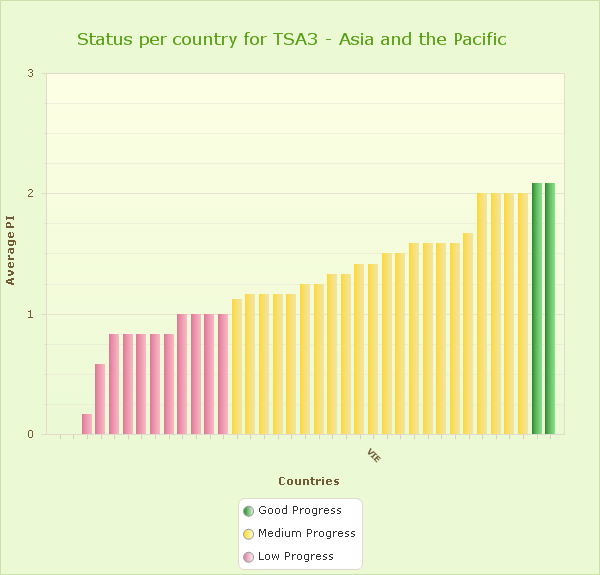 Status per country for TSA3 - Asia and the Pacific
3
2
1
0
Average PI
VIE
Countries
Good Progress
Medium Progress
Low Progress